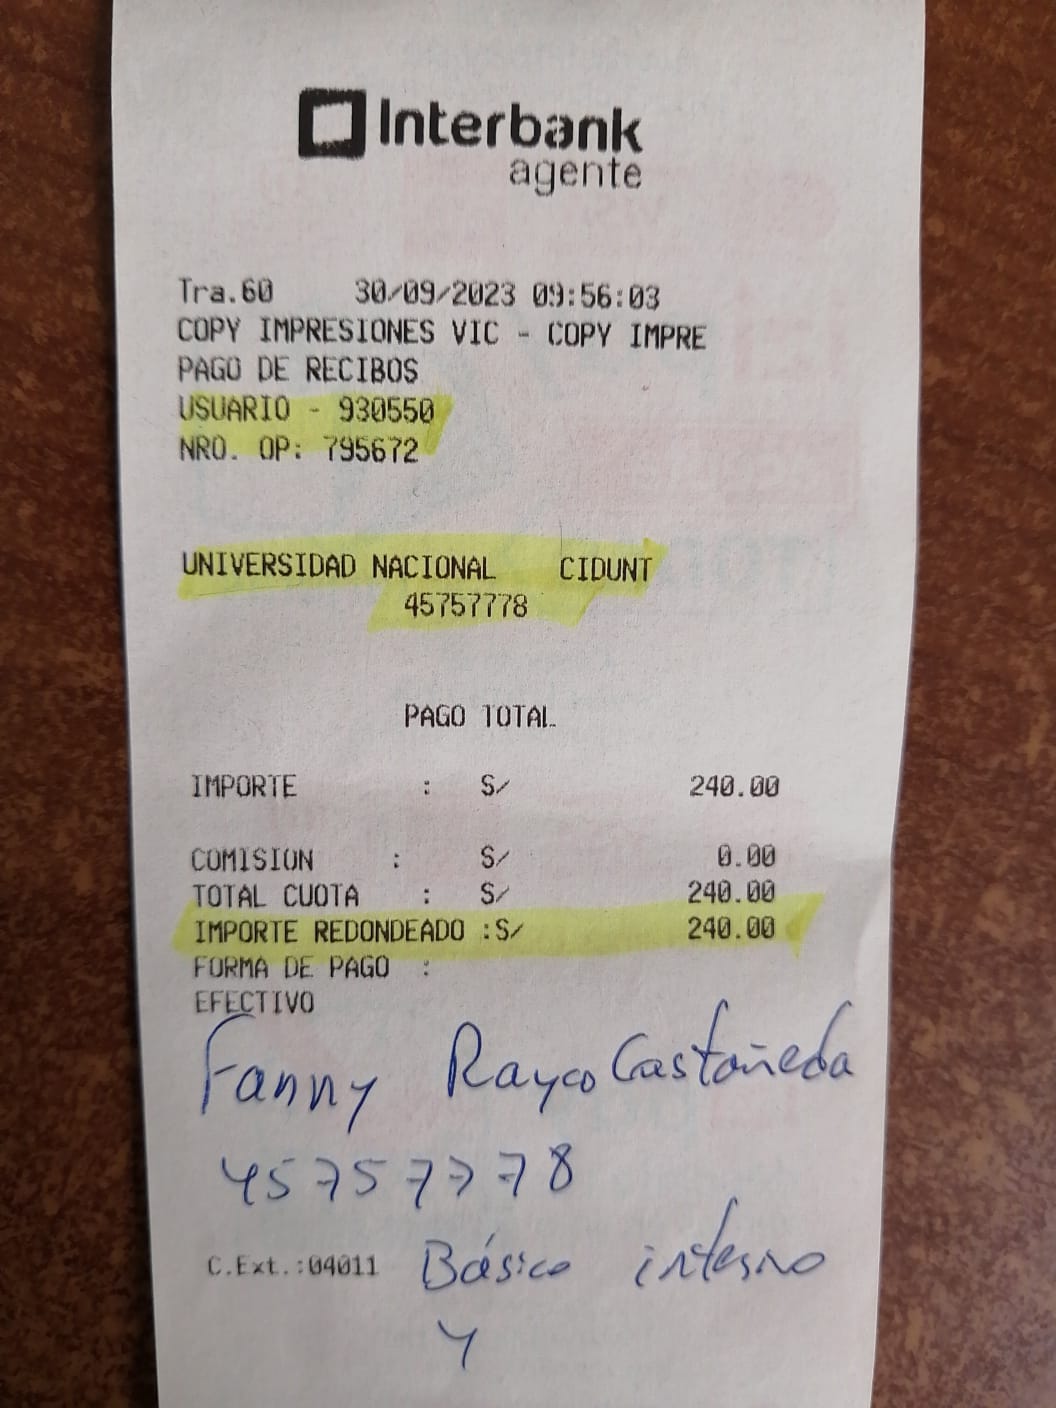 Interbank
agente
Tra.60 30/09/2023 09:56:03
COPY IMPRESIONES VIC - COPY IMPRE
PAGO DE RECIBOS
USUARIO - 930550
NRO. OP: 795672
UNIVERSIDAD NACIONAL CIDUNT
45757778
PAGO TOTAL
IMPORTE : S/ 240.00
COMISION : S/ 0.00
TOTAL CUOTA : S/ 240.00
IMPORTE REDONDEADO :S/ 240.00
FORMA DE PAGO :
EFECTIVO
Fanny Rayco Castañeda
45757778
C.Ext.:04011 Básico interno
4